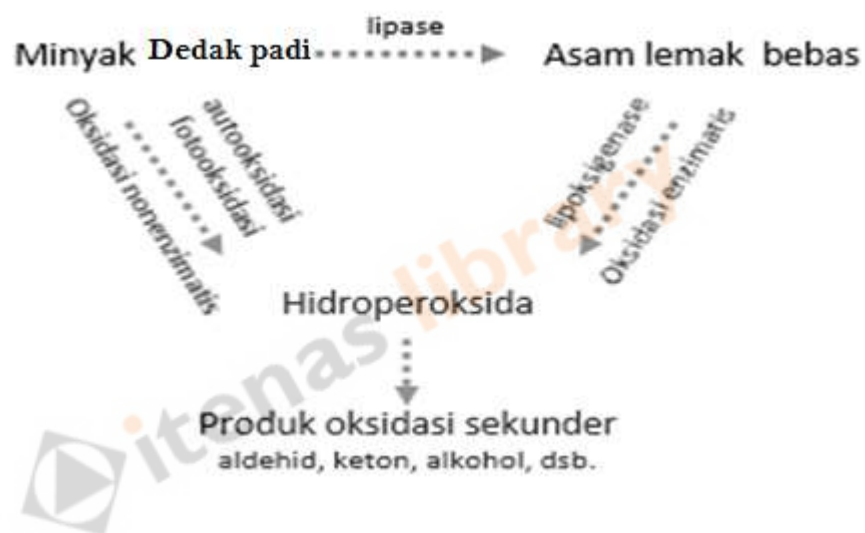 lipase
Minyak Dedak padi
Asam lemak bebas
Oksidasi nonenzimatis
autooksidasi
fotooksidasi
lipoksigenase
Oksidasi enzimatis
Hidroperoksida
Produk oksidasi sekunder
aldehid, keton, alkohol, dsb.
itenas library